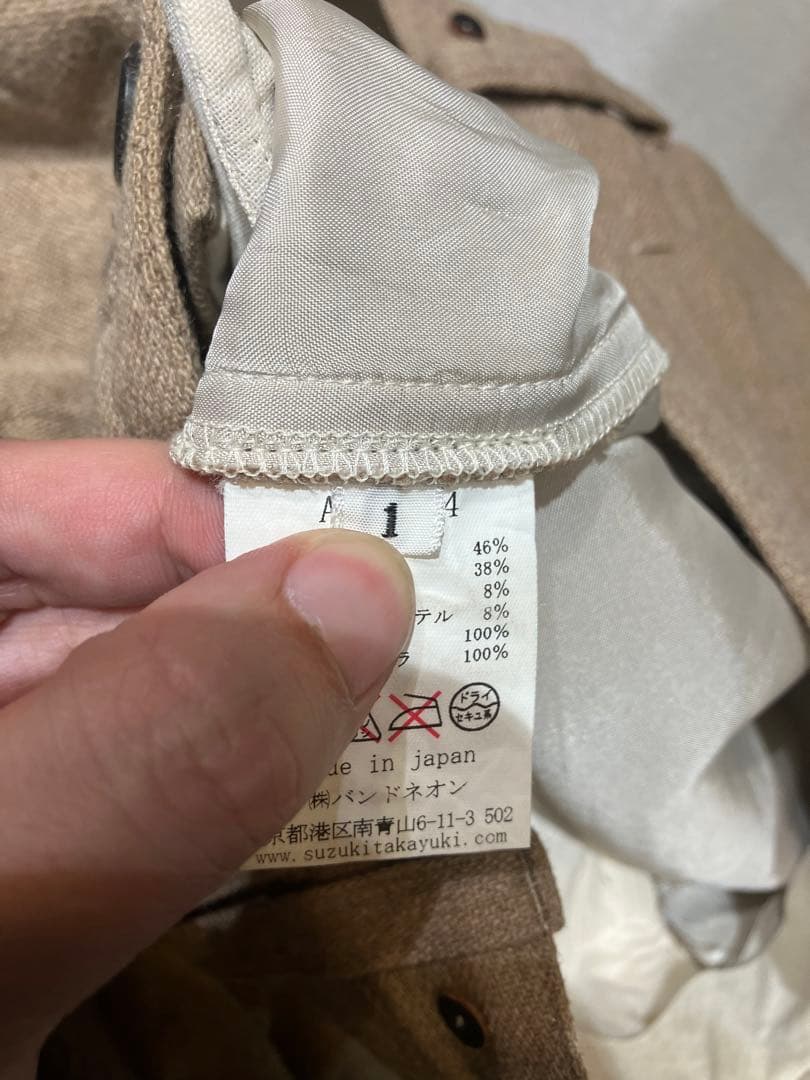 A 1 4
46%
38%
8%
テル 8%
100%
ラ 100%
ドライ
セキユ系
de in japan
㈱バンドネオン
京都港区南青山6-11-3 502
www.suzukitakayuki.com